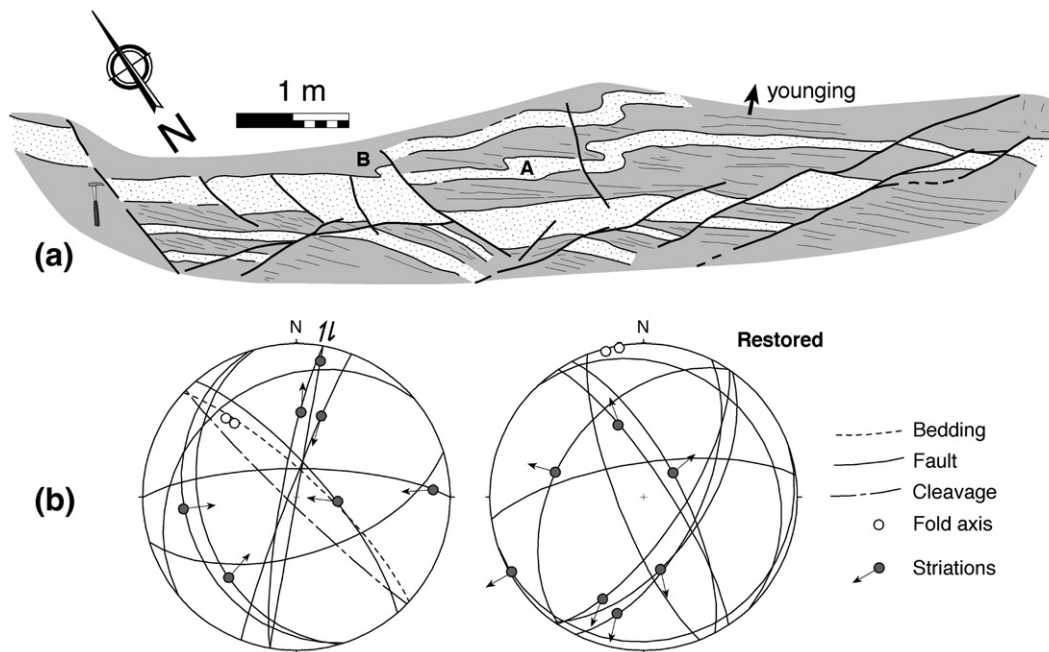 N
1 m
younging
B
A
(a)
N
N
Restored
(b)
Bedding
Fault
Cleavage
Fold axis
Striations